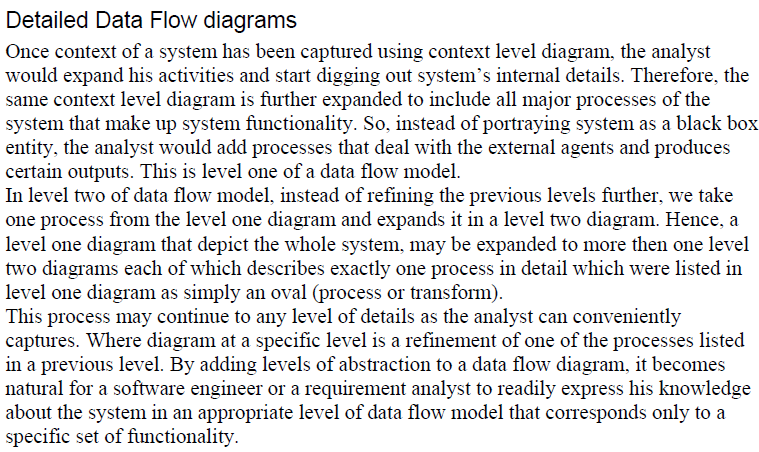 Detailed Data Flow diagrams
Once context of a system has been captured using context level diagram, the analyst
would expand his activities and start digging out system’s internal details. Therefore, the
same context level diagram is further expanded to include all major processes of the
system that make up system functionality. So, instead of portraying system as a black box
entity, the analyst would add processes that deal with the external agents and produces
certain outputs. This is level one of a data flow model.
In level two of data flow model, instead of refining the previous levels further, we take
one process from the level one diagram and expands it in a level two diagram. Hence, a
level one diagram that depict the whole system, may be expanded to more then one level
two diagrams each of which describes exactly one process in detail which were listed in
level one diagram as simply an oval (process or transform).
This process may continue to any level of details as the analyst can conveniently
captures. Where diagram at a specific level is a refinement of one of the processes listed
in a previous level. By adding levels of abstraction to a data flow diagram, it becomes
natural for a software engineer or a requirement analyst to readily express his knowledge
about the system in an appropriate level of data flow model that corresponds only to a
specific set of functionality.